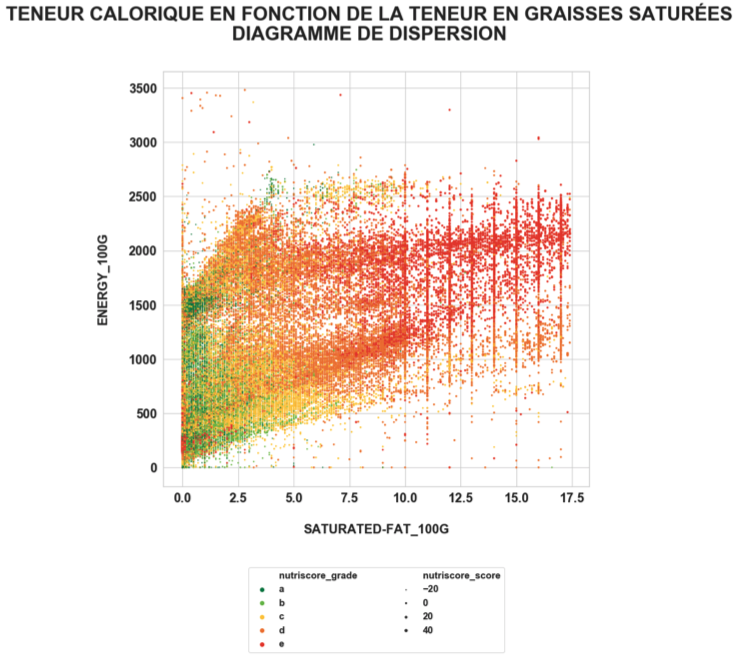 TENEUR CALORIQUE EN FONCTION DE LA TENEUR EN GRAISSES SATURÉES
DIAGRAMME DE DISPERSION
3500
3000
2500
2000
1500
1000
500
0
ENERGY_100G
0.0 2.5 5.0 7.5 10.0 12.5 15.0 17.5
SATURATED-FAT_100G
nutriscore_grade nutriscore_score
a −20
b 0
c 20
d 40
e